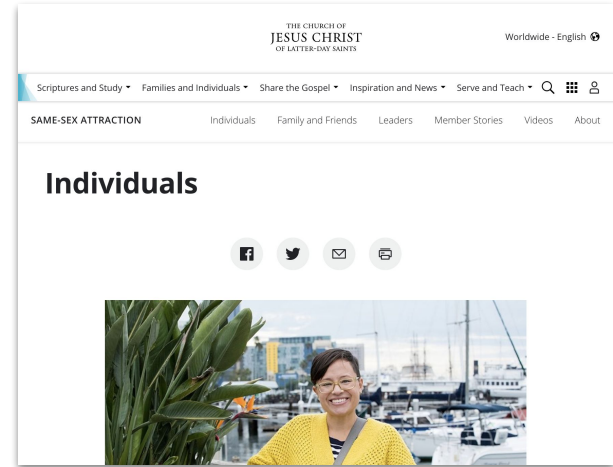 THE CHURCH OF
JESUS CHRIST
OF LATTER-DAY SAINTS
Worldwide - English
Scriptures and Study Families and Individuals Share the Gospel Inspiration and News Serve and Teach
SAME-SEX ATTRACTION Individuals Family and Friends Leaders Member Stories Videos About
Individuals